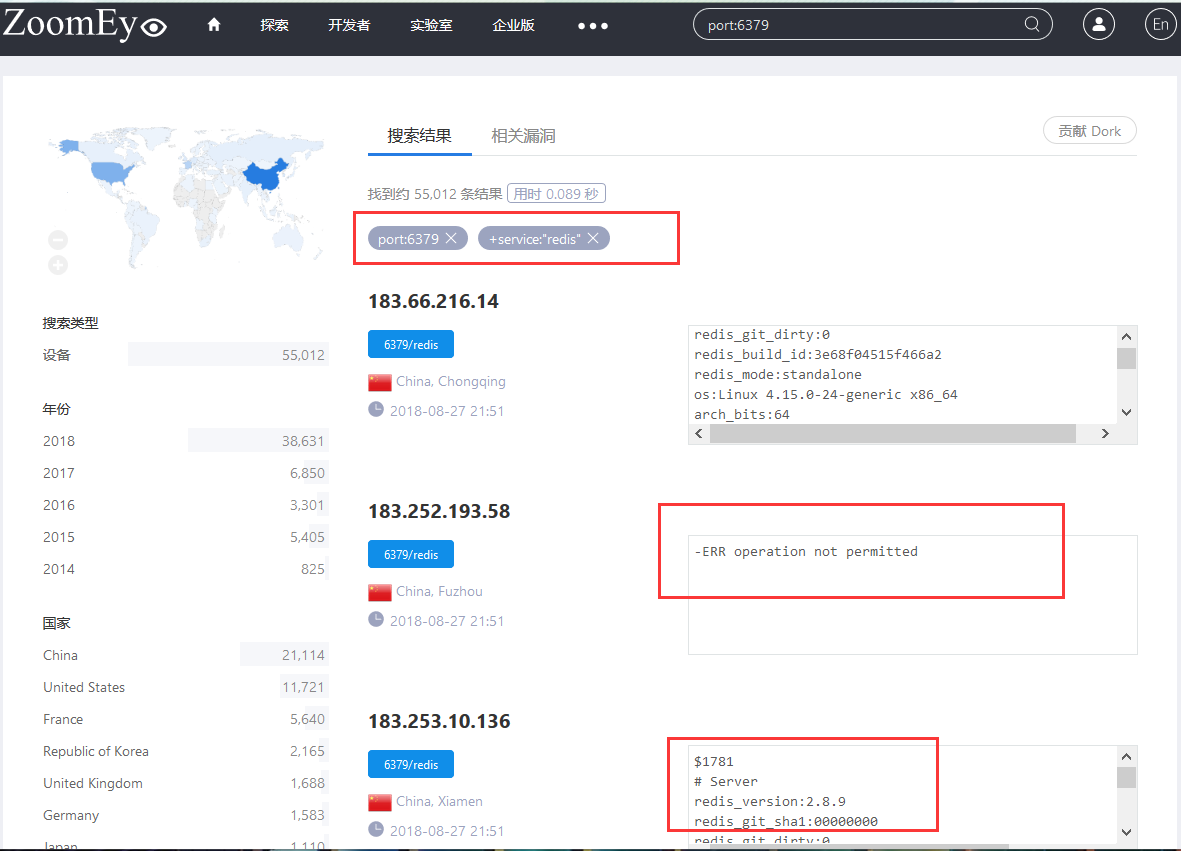 ZoomEye 探索 开发者 实验室 企业版 ••• port:6379 En
搜索结果 相关漏洞 贡献 Dork
找到约 55,012 条结果 用时 0.089 秒
port:6379 +service:"redis"
搜索类型
设备 55,012
年份
2018 38,631
2017 6,850
2016 3,301
2015 5,405
2014 825
国家
China 21,114
United States 11,721
France 5,640
Republic of Korea 2,165
United Kingdom 1,688
Germany 1,583
Japan 1,110
183.66.216.14
6379/redis
China, Chongqing
2018-08-27 21:51
redis_git_dirty:0
redis_build_id:3e68f04515f466a2
redis_mode:standalone
os:Linux 4.15.0-24-generic x86_64
arch_bits:64
183.252.193.58
6379/redis
China, Fuzhou
2018-08-27 21:51
-ERR operation not permitted
183.253.10.136
6379/redis
China, Xiamen
2018-08-27 21:51
$1781
# Server
redis_version:2.8.9
redis_git_sha1:00000000
redis_git_dirty:0